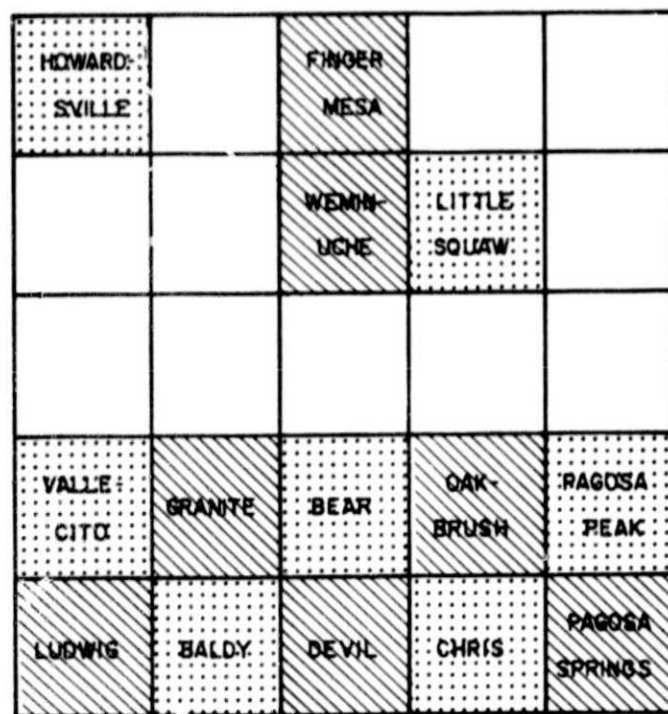 HOWARD-
SVILLE
FINGER
MESA
WEMIN-
UCHE
LITTLE
SQUAW
VALLE-
CITO
GRANITE
BEAR
OAK-
BRUSH
PAGOSA
PEAK
LUDWIG
BALDY
DEVIL
CHRIS
PAGOSA
SPRINGS